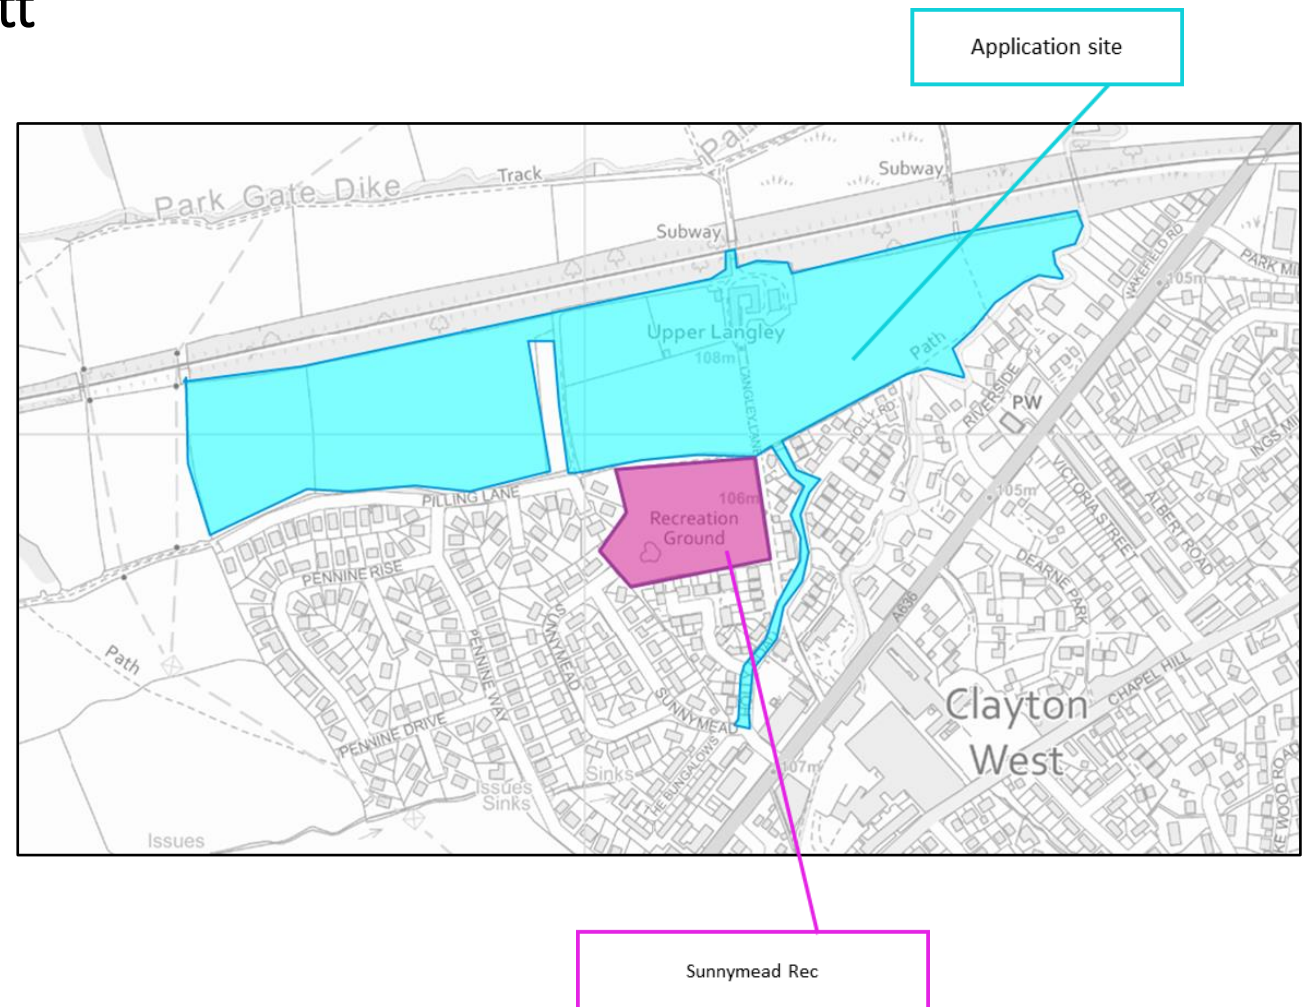 tt
Application site
Park Gate Dike
Track
Subway
Subway
Upper Langley
108m
LANGLEY LANE
Path
HOLLY RD
RIVERSIDE
PW
WAKEFIELD RD
105m
PARK MI
INGS MI
VICTORIA STREET
ALBERT ROAD
105m
DEARNE PARK
A636
CHAPEL HILL
PILLING LANE
106m
Recreation
Ground
PENNINE RISE
PENNINE WAY
SUNNYMEAD
SUNNYMEAD
PENNINE DRIVE
Path
Issues
Sinks
Sinks
THE BUNGALOWS
107m
Clayton
West
KE WOOD RD
Issues
Sunnymead Rec